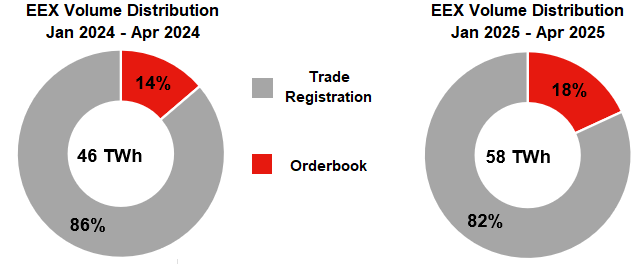 EEX Volume Distribution
Jan 2024 - Apr 2024
14%
46 TWh
86%
Trade
Registration
Orderbook
EEX Volume Distribution
Jan 2025 - Apr 2025
18%
58 TWh
82%